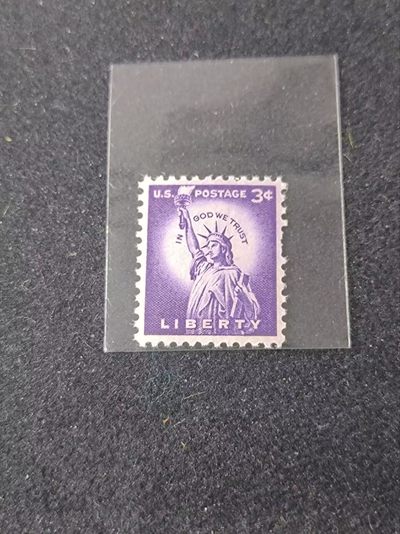 U.S. POSTAGE 3¢
IN GOD WE TRUST
LIBERTY